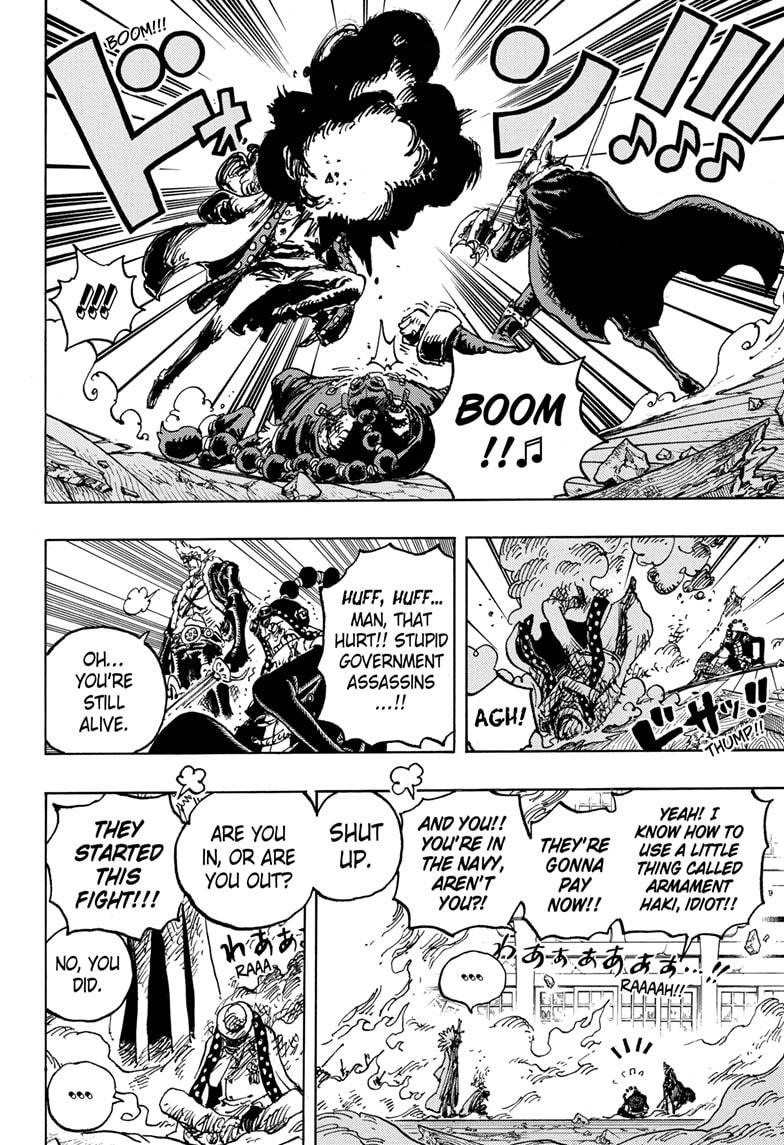 BOOM!!!
ドォン!!!
♪♪♪
!!!
BOOM
!!♫
AGH!
ドサッ!!
THUMP!!
HUFF, HUFF...
MAN, THAT
HURT!! STUPID
GOVERNMENT
ASSASSINS
...!!
OH...
YOU'RE
STILL
ALIVE.
YEAH! I
KNOW HOW TO
USE A LITTLE
THING CALLED
ARMAMENT
HAKI, IDIOT!!
THEY'RE
GONNA
PAY
NOW!!
AND YOU!!
YOU'RE IN
THE NAVY,
AREN'T
YOU?!
わあぁぁぁぁぁ...!!
RAAAAH!!
...
SHUT
UP.
ARE YOU
IN, OR ARE
YOU OUT?
THEY
STARTED
THIS
FIGHT!!!
わああぁ
RAAA...
NO, YOU
DID.
...